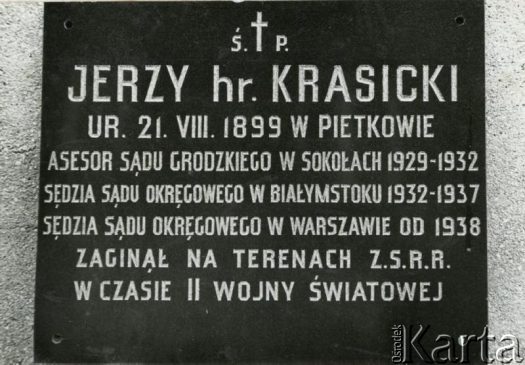 Ś. † P.
JERZY hr. KRASICKI
UR. 21. VIII. 1899 W PIETKOWIE
ASESOR SĄDU GRODZKIEGO W SOKOŁACH 1929-1932
SĘDZIA SĄDU OKRĘGOWEGO W BIAŁYMSTOKU 1932-1937
SĘDZIA SĄDU OKRĘGOWEGO W WARSZAWIE OD 1938
ZAGINĄŁ NA TERENACH Z.S.R.R.
W CZASIE II WOJNY ŚWIATOWEJ
Ośrodek Karta